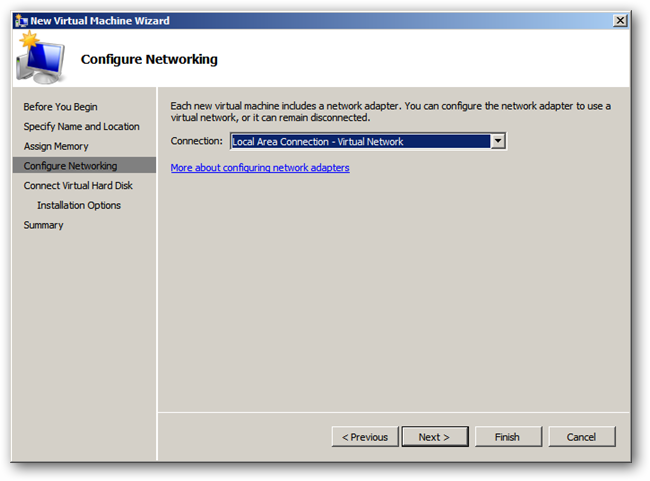 New Virtual Machine Wizard
Configure Networking
Before You Begin
Specify Name and Location
Assign Memory
Configure Networking
Connect Virtual Hard Disk
Installation Options
Summary
Each new virtual machine includes a network adapter. You can configure the network adapter to use a
virtual network, or it can remain disconnected.
Connection: Local Area Connection - Virtual Network
More about configuring network adapters
< Previous Next > Finish Cancel